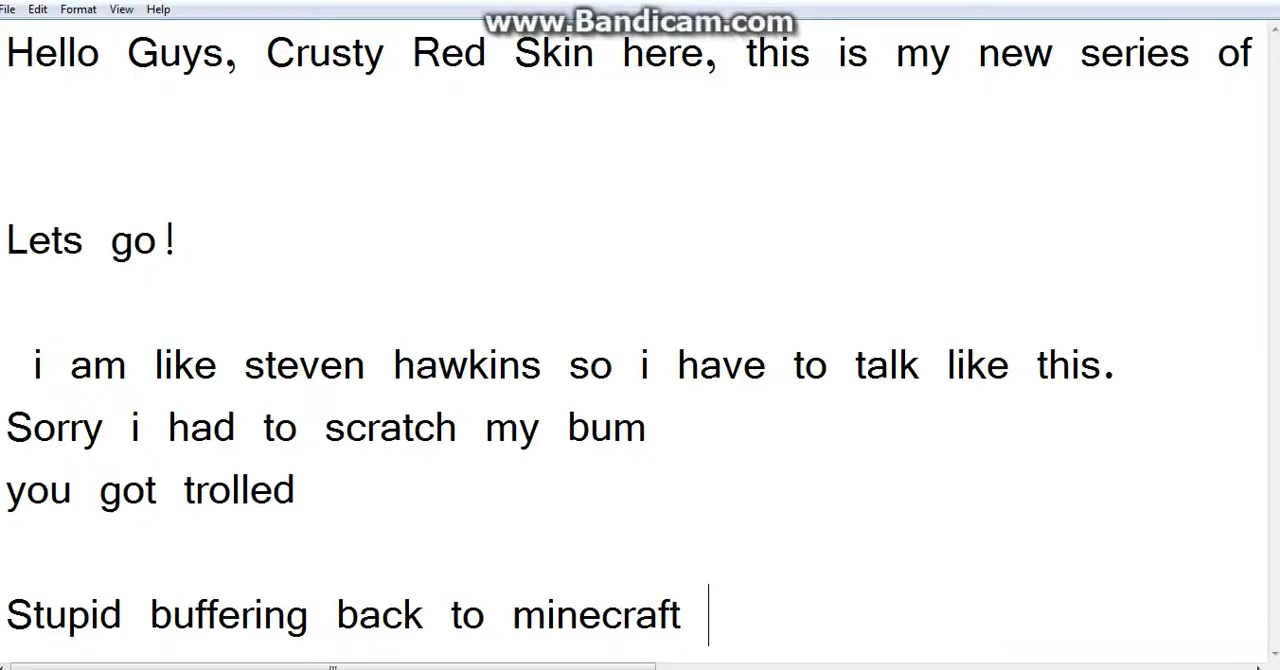 www.Bandicam.com
File Edit Format View Help
Hello Guys, Crusty Red Skin here, this is my new series of
Lets go!
i am like steven hawkins so i have to talk like this.
Sorry i had to scratch my bum
you got trolled
Stupid buffering back to minecraft